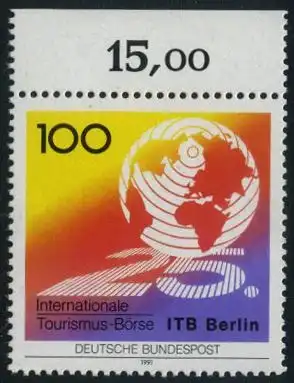 15,00
100
Internationale
Tourismus-Börse ITB Berlin
DEUTSCHE BUNDESPOST
1991